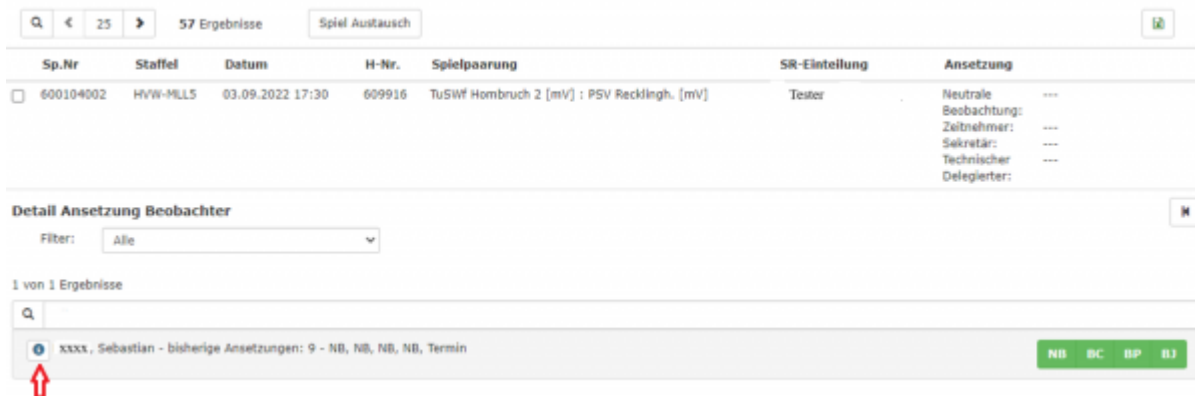 25 57 Ergebnisse Spiel Austausch
Sp.Nr Staffel Datum H-Nr. Spielpaarung SR-Einteilung Ansetzung
600104002 HVW-MLL5 03.09.2022 17:30 609916 TuSWf Hombruch 2 [mV] : PSV Recklingh. [mV] Tester Neutrale ---
Beobachtung:
Zeitnehmer: ---
Sekretär: ---
Technischer ---
Delegierter:
Detail Ansetzung Beobachter
Filter: Alle
1 von 1 Ergebnisse
xxxx, Sebastian - bisherige Ansetzungen: 9 - NB, NB, NB, NB, Termin NB BC BP BJ